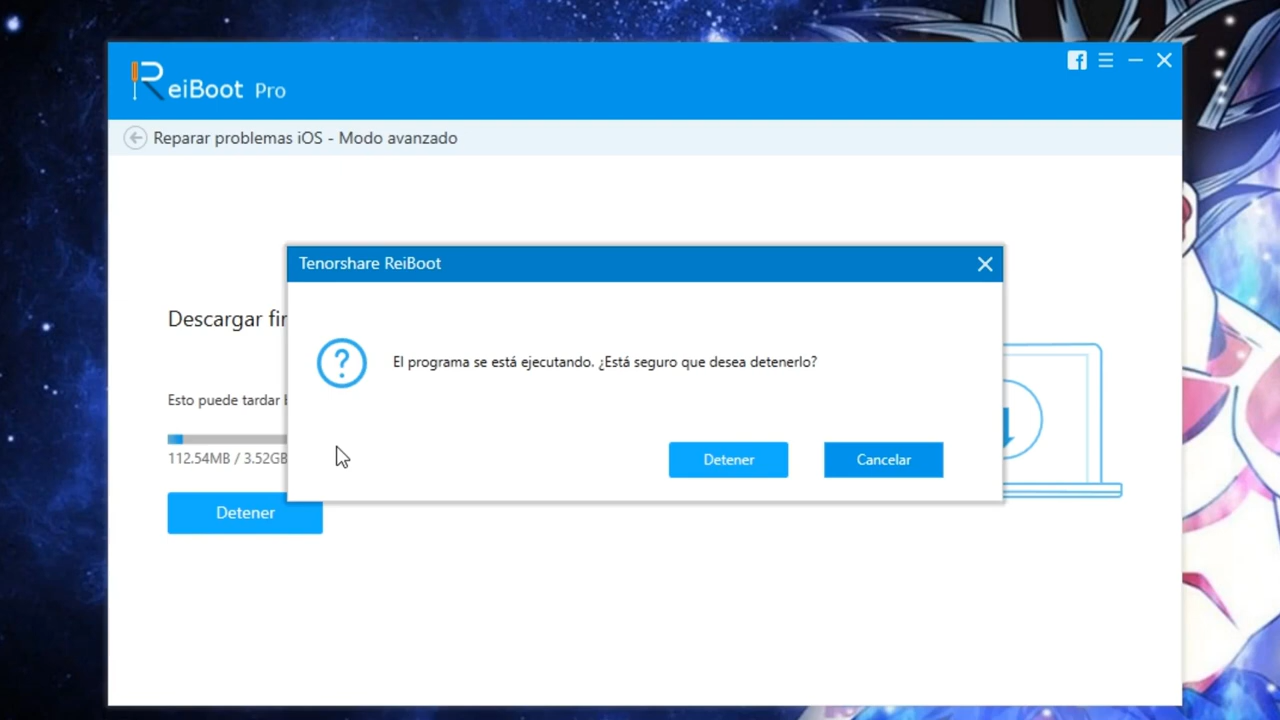 ReiBoot Pro
Reparar problemas iOS - Modo avanzado
Tenorshare ReiBoot
Descargar
El programa se está ejecutando. ¿Está seguro que desea detenerlo?
Esto puede tardar
112.54MB / 3.52GB
Detener
Cancelar
Detener